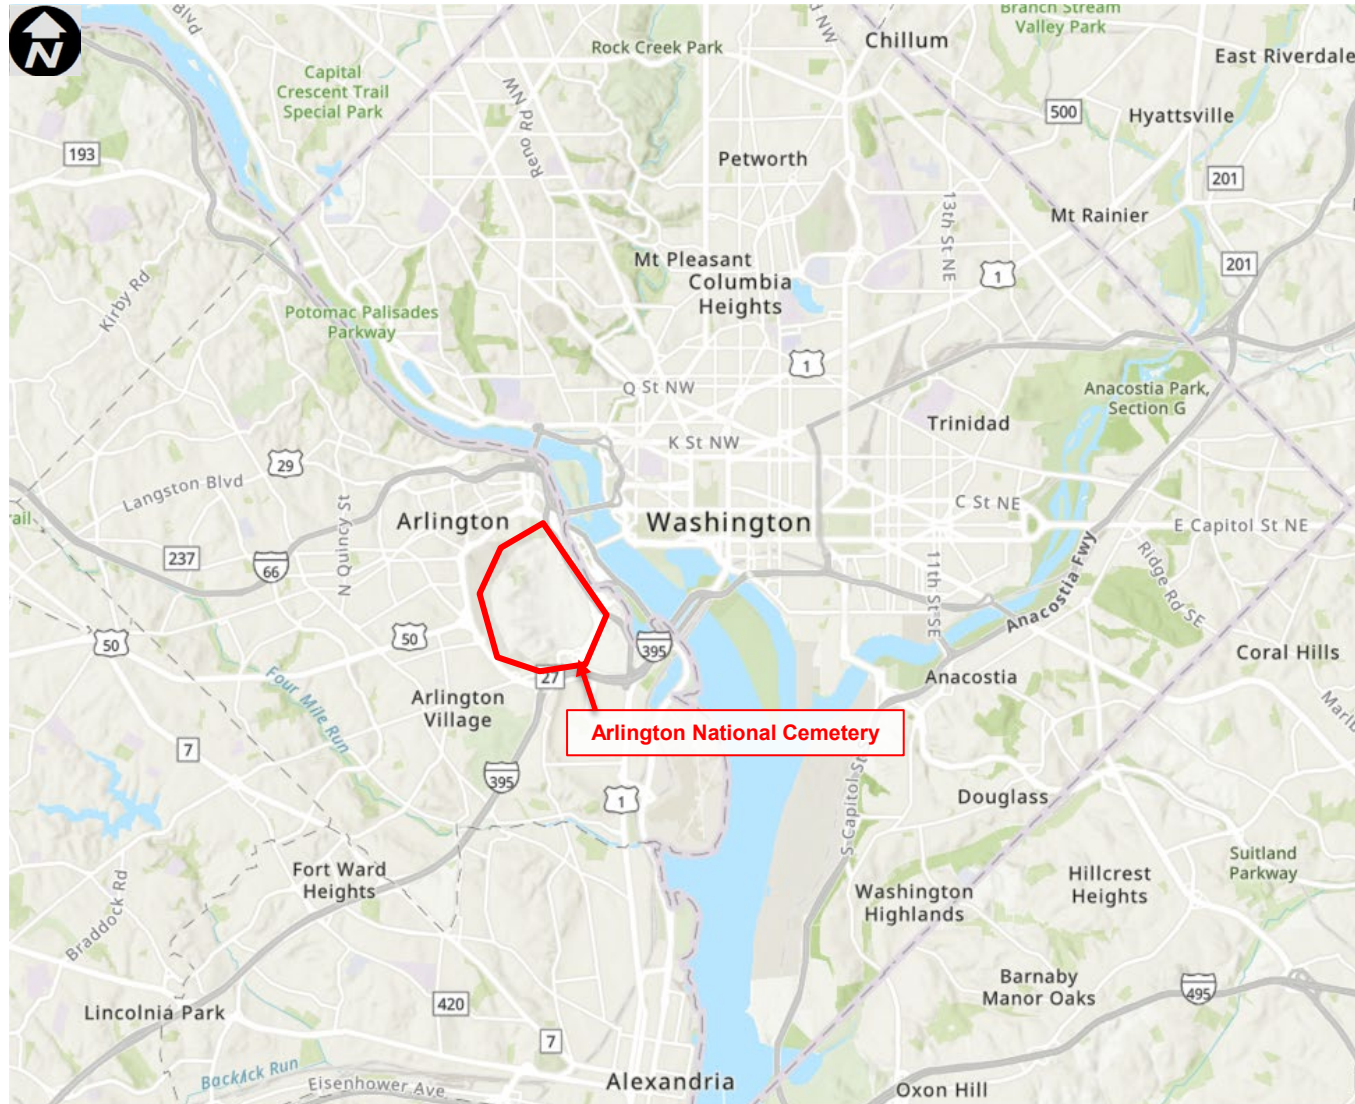 N
Blvd
Capital
Crescent Trail
Special Park
193
Rock Creek Park
Reno Rd NW
Chillum
Branch Stream
Valley Park
East Riverdale
500
Hyattsville
Petworth
201
13th St NE
Mt Rainier
Mt Pleasant
Columbia
Heights
1
201
Kirby Rd
Potomac Palisades
Parkway
1
Q St NW
Anacostia Park,
Section G
Trinidad
K St NW
29
Langston Blvd
N Quincy St
C St NE
Arlington
Washington
E Capitol St NE
237
66
11th St SE
Anacostia Fwy
Ridge Rd SE
50
50
395
Coral Hills
Four Mile Run
27
Arlington
Village
Anacostia
Arlington National Cemetery
7
395
1
S Capitol St
Douglass
Fort Ward
Heights
Braddock Rd
Washington
Highlands
Hillcrest
Heights
Suitland
Parkway
Barnaby
Manor Oaks
495
Lincolnia Park
420
7
Backlick Run
Eisenhower Ave
Alexandria
Oxon Hill